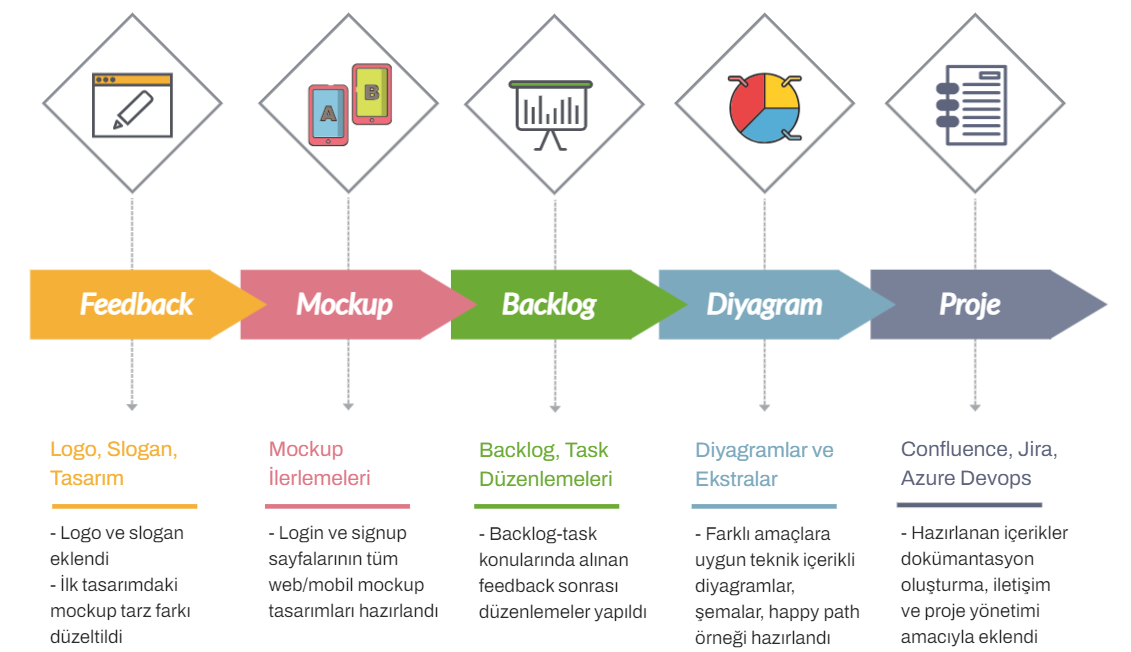 A
B
Feedback
Mockup
Backlog
Diyagram
Proje
Logo, Slogan,
Tasarım
- Logo ve slogan
eklendi
- İlk tasarımdaki
mockup tarz farkı
düzeltildi
Mockup
İlerlemeleri
- Login ve signup
sayfalarının tüm
web/mobil mockup
tasarımları hazırlandı
Backlog, Task
Düzenlemeleri
- Backlog-task
konularında alınan
feedback sonrası
düzenlemeler yapıldı
Diyagramlar ve
Ekstralar
- Farklı amaçlara
uygun teknik içerikli
diyagramlar,
şemalar, happy path
örneği hazırlandı
Confluence, Jira,
Azure Devops
- Hazırlanan içerikler
dokümantasyon
oluşturma, iletişim
ve proje yönetimi
amacıyla eklendi